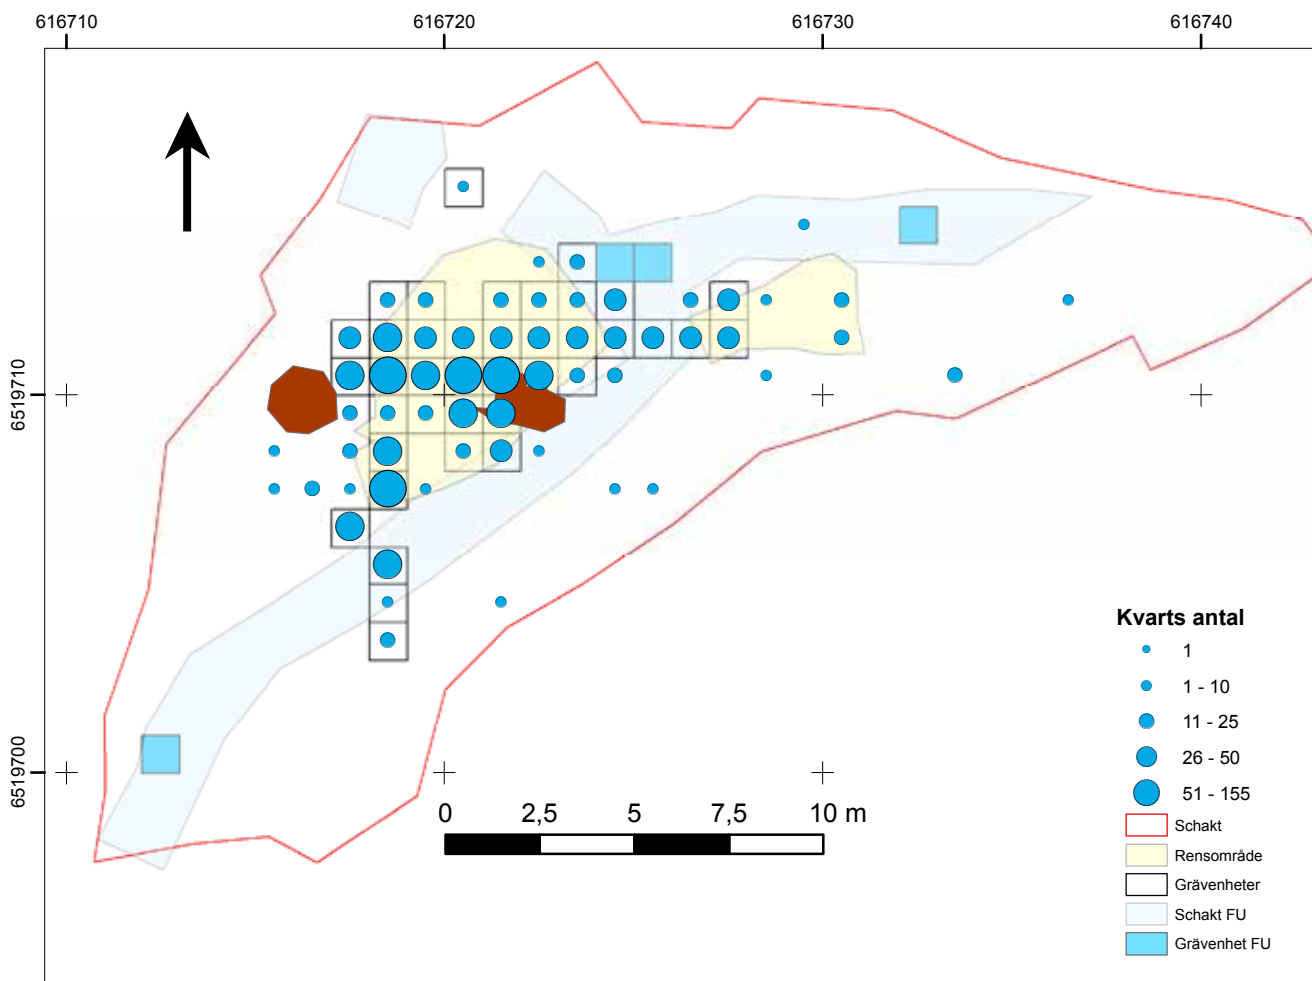 616710 616720 616730 616740
6519710
6519700
Kvarts antal
1
1 - 10
11 - 25
26 - 50
51 - 155
Schakt
Rensområde
Grävenheter
Schakt FU
Grävenhet FU
0 2,5 5 7,5 10 m